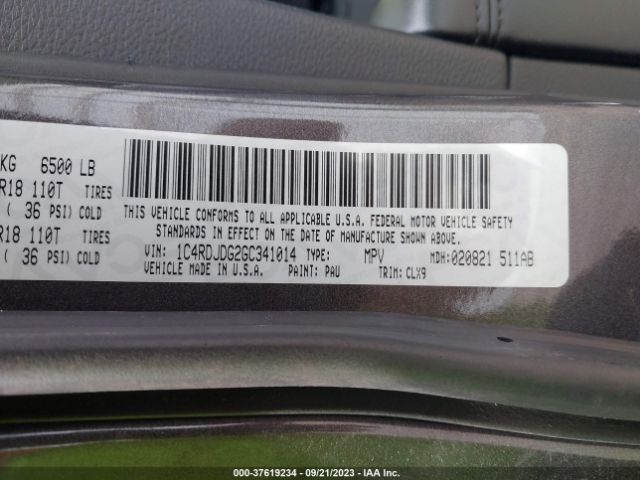 KG 6500 LB
R18 110T TIRES
( 36 PSI) COLD
R18 110T TIRES
( 36 PSI) COLD
THIS VEHICLE CONFORMS TO ALL APPLICABLE U.S.A. FEDERAL MOTOR VEHICLE SAFETY
STANDARDS IN EFFECT ON THE DATE OF MANUFACTURE SHOWN ABOVE.
VIN: 1C4RDJDG2GC341014 TYPE: MPV MDH: 020821 511AB
VEHICLE MADE IN U.S.A. PAINT: PAU TRIM: CLX9
000-37619234 - 09/21/2023 - IAA Inc.